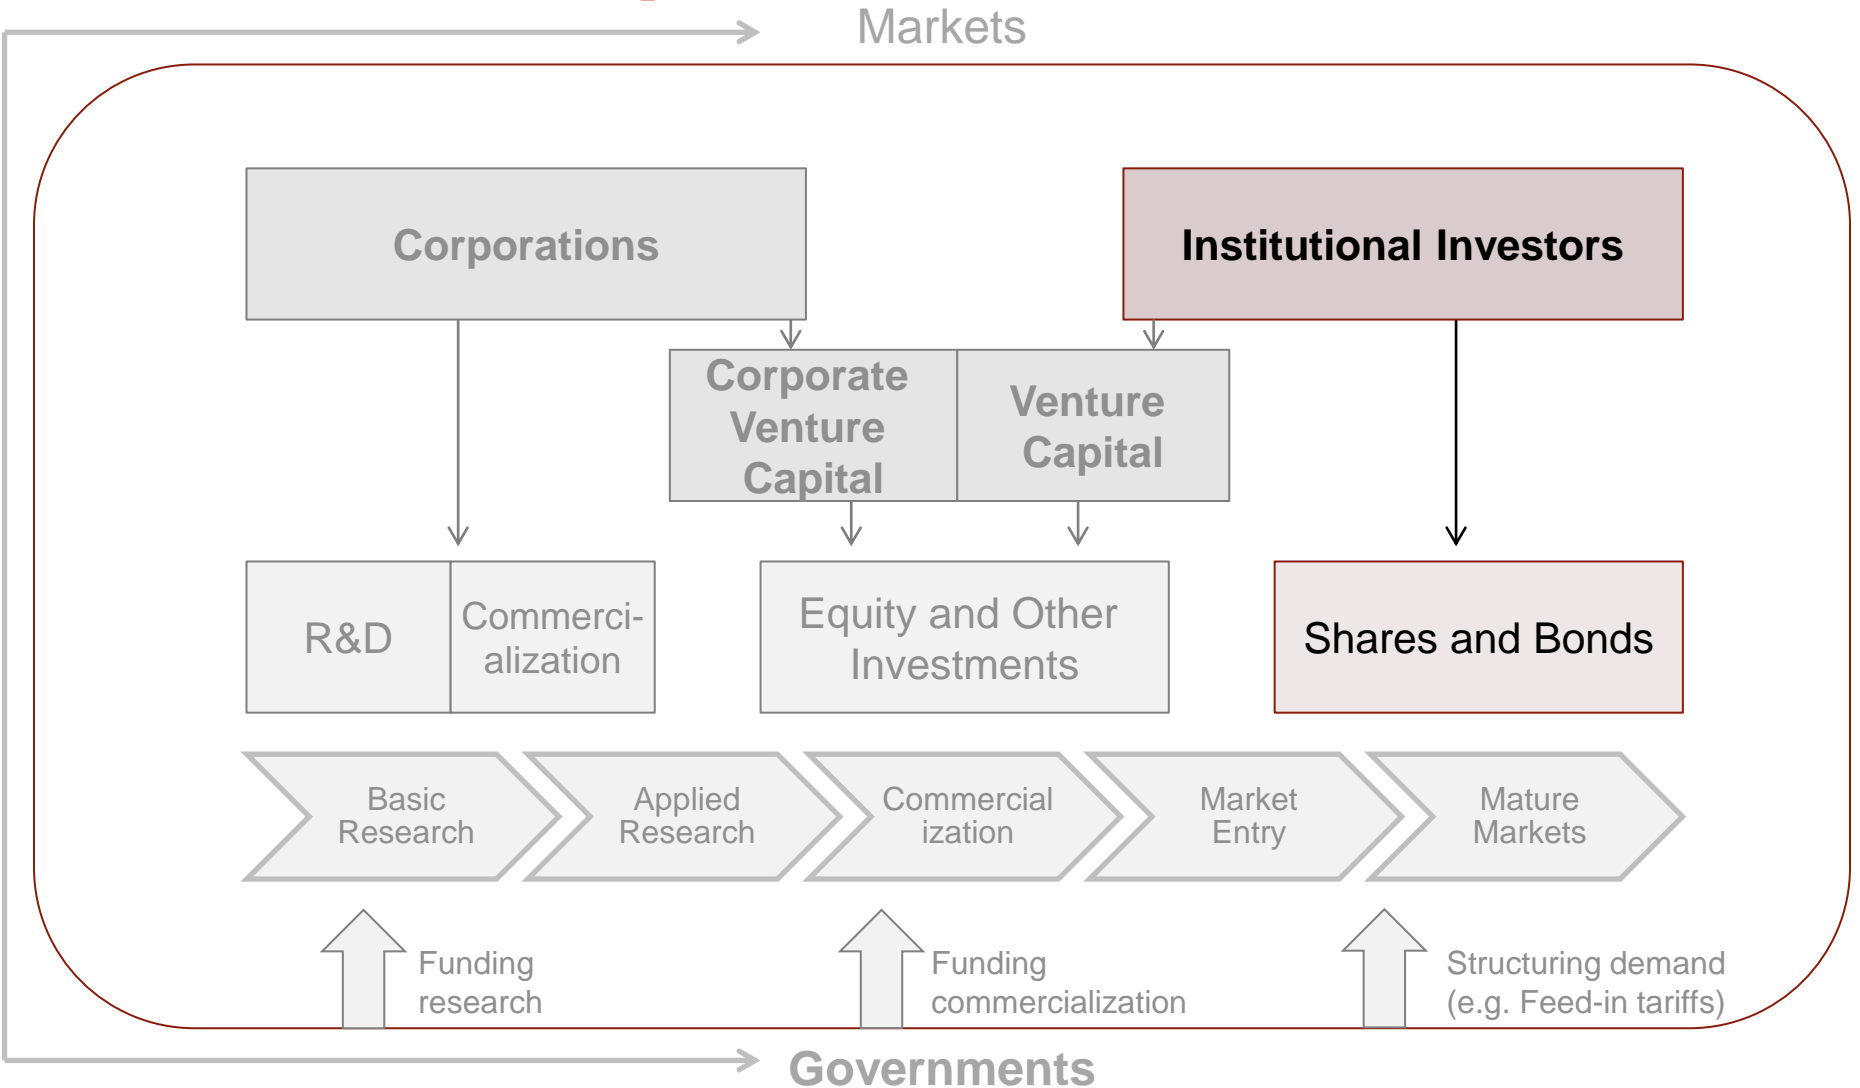 Markets
Corporations
Institutional Investors
Corporate
Venture
Capital
Venture
Capital
R&D
Commerci-
alization
Equity and Other
Investments
Shares and Bonds
Basic
Research
Applied
Research
Commercial
ization
Market
Entry
Mature
Markets
Funding
research
Funding
commercialization
Structuring demand
(e.g. Feed-in tariffs)
Governments